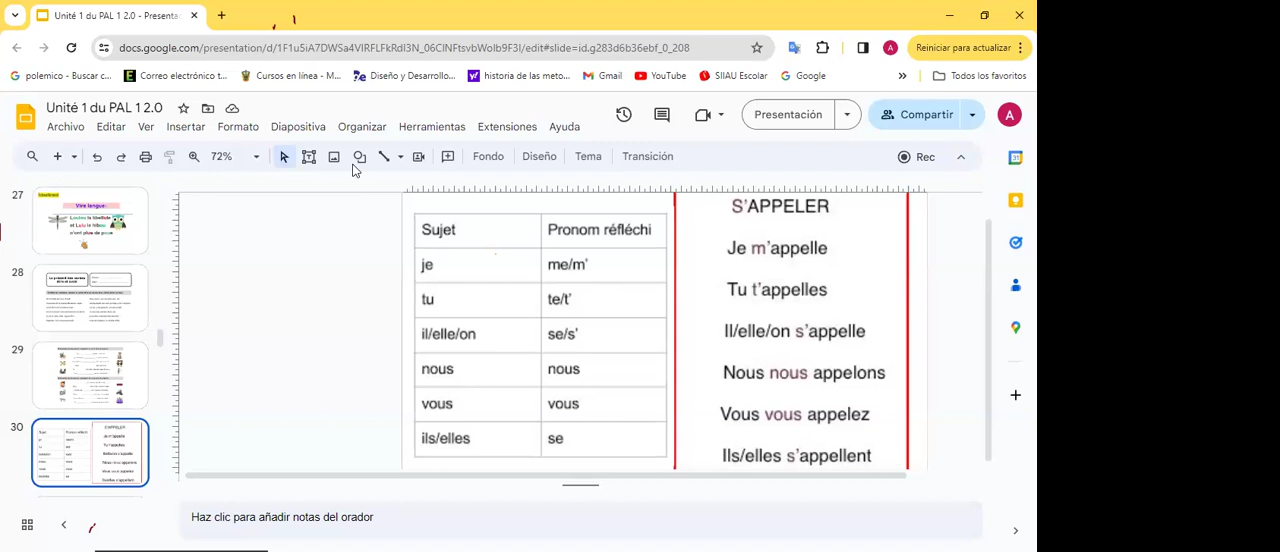 Unité 1 du PAL 1 2.0 - Presenta
docs.google.com/presentation/d/1F1u5iA7DWSa4VIRFLFkRdI3N_06ClNFtsvbWoIb9F3I/edit#slide=id.g283d6b36ebf_0_208
A
Reiniciar para actualizar
polemico - Buscar c...
Correo electrónico t...
Cursos en línea - M...
Diseño y Desarrollo...
historia de las meto...
Gmail
YouTube
SIIAU Escolar
Google
Todos los favoritos
Unité 1 du PAL 1 2.0
Archivo Editar Ver Insertar Formato Diapositiva Organizar Herramientas Extensiones Ayuda
Presentación
Compartir
A
72%
Fondo
Diseño
Tema
Transición
Rec
27
Vire langue:
28
29
30
Sujet Pronom réfléchi
je me/m'
tu te/t'
il/elle/on se/s'
nous nous
vous vous
ils/elles se
S'APPELER
Je m'appelle
Tu t'appelles
Il/elle/on s'appelle
Nous nous appelons
Vous vous appelez
Ils/elles s'appellent
Haz clic para añadir notas del orador